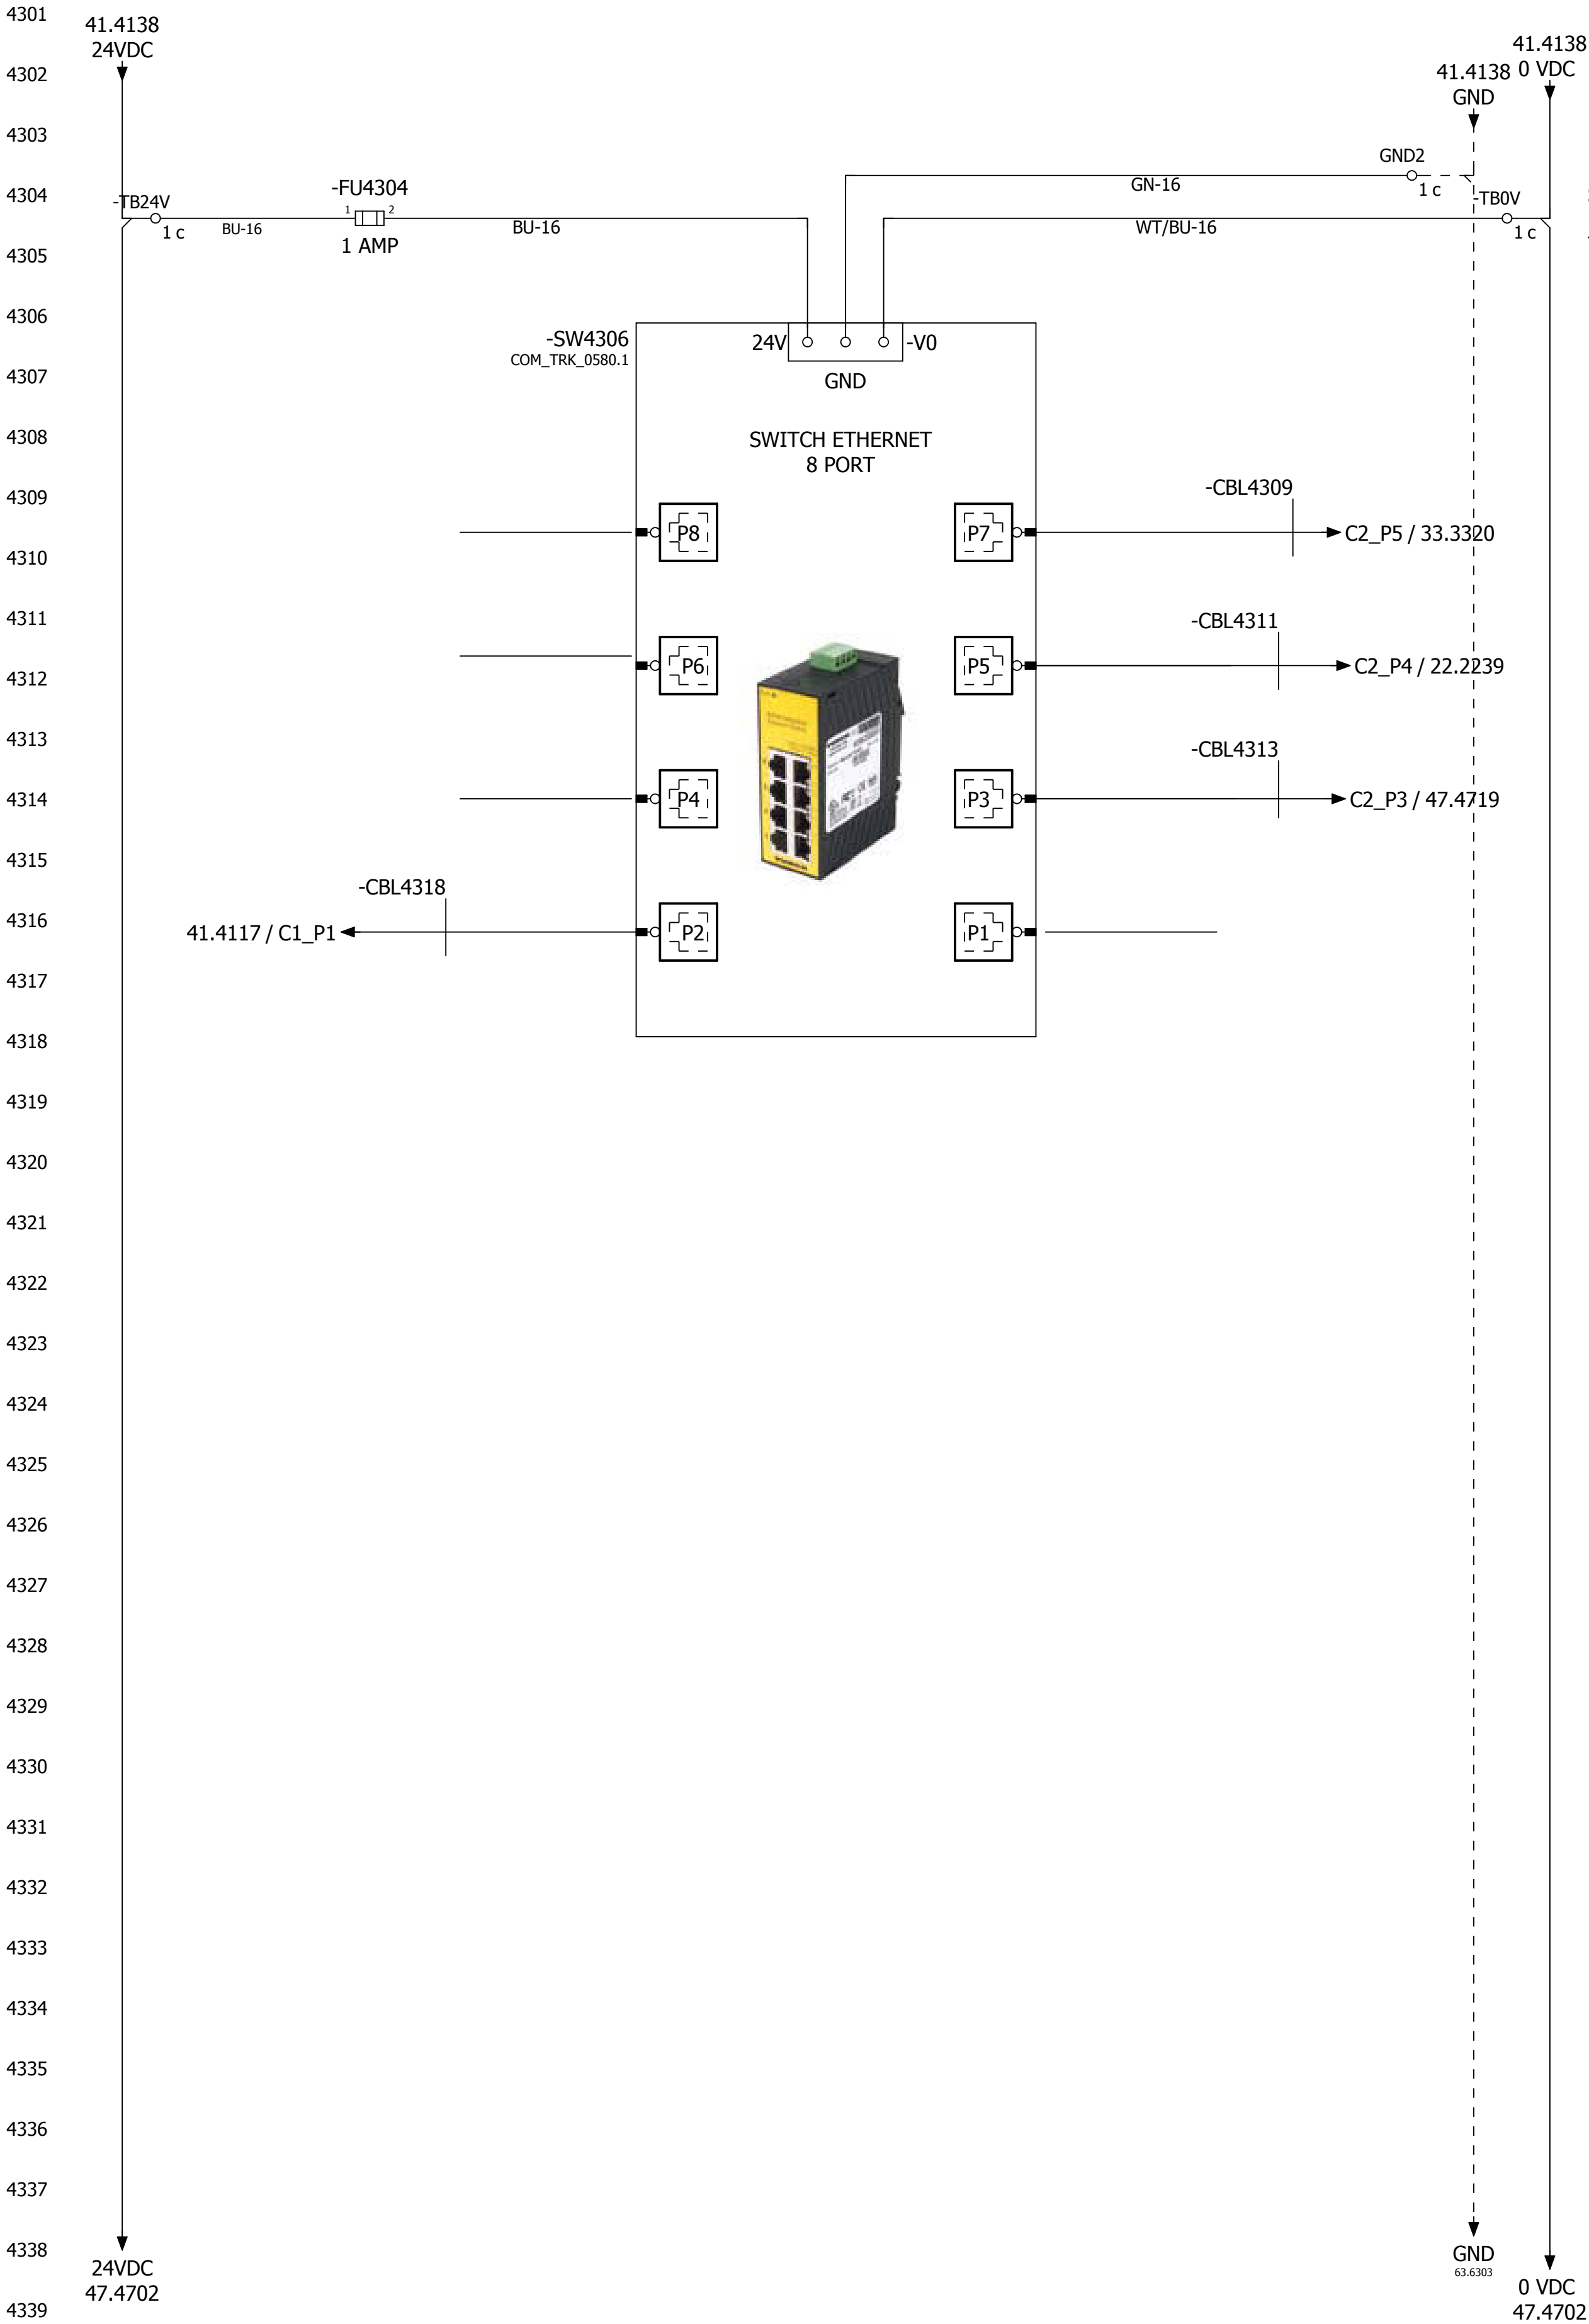 4301
41.4138
24VDC
41.4138
0 VDC
4302
41.4138
GND
4303
GND2
-FU4304
GN-16
1 c
4304
-TB24V
1
2
-TB0V
1 c
BU-16
BU-16
WT/BU-16
1 c
1 AMP
4305
4306
-SW4306
COM_TRK_0580.1
24V
-V0
4307
GND
4308
SWITCH ETHERNET
8 PORT
4309
-CBL4309
P8
P7
C2_P5 / 33.3320
4310
4311
-CBL4311
P6
P5
C2_P4 / 22.2239
4312
4313
-CBL4313
4314
P4
P3
C2_P3 / 47.4719
4315
-CBL4318
4316
41.4117 / C1_P1
P2
P1
4317
4318
4319
4320
4321
4322
4323
4324
4325
4326
4327
4328
4329
4330
4331
4332
4333
4334
4335
4336
4337
4338
24VDC
47.4702
GND
63.6303
0 VDC
47.4702
4339